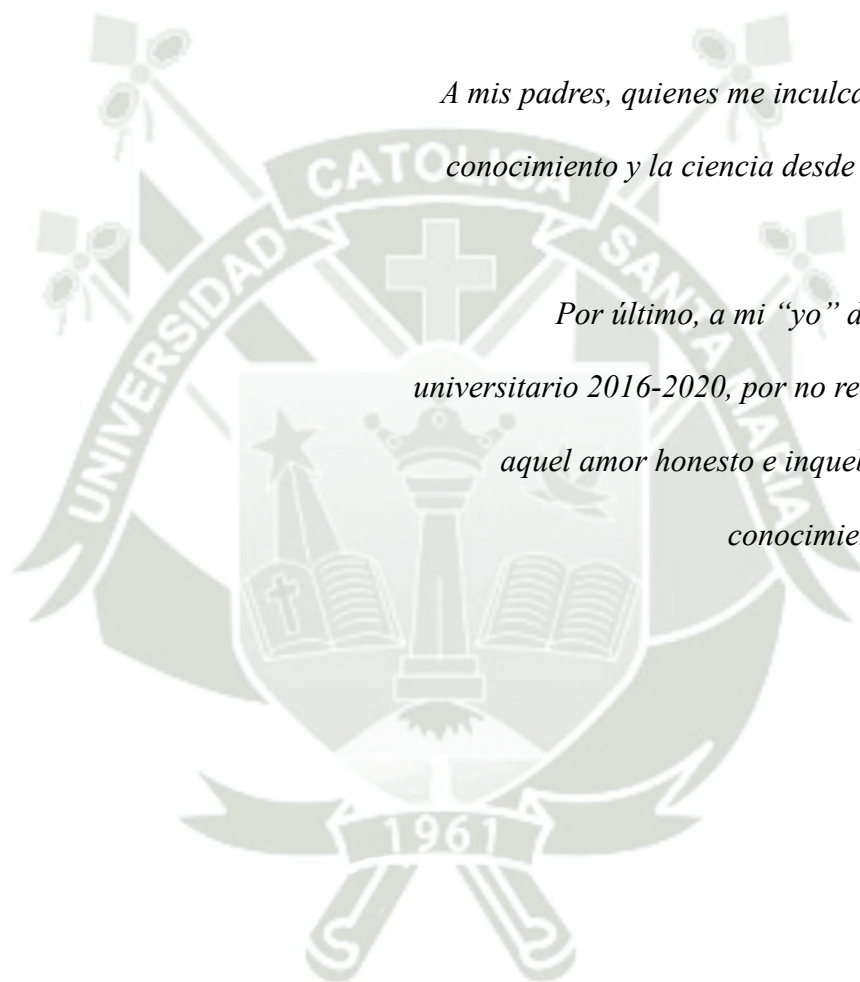 A mis padres, quienes me inculca
conocimiento y la ciencia desde
Por último, a mi “yo” d
universitario 2016-2020, por no re
aquel amor honesto e inquel
conocimie
UNIVERSIDAD CATOLICA SANTA MARIA
1961